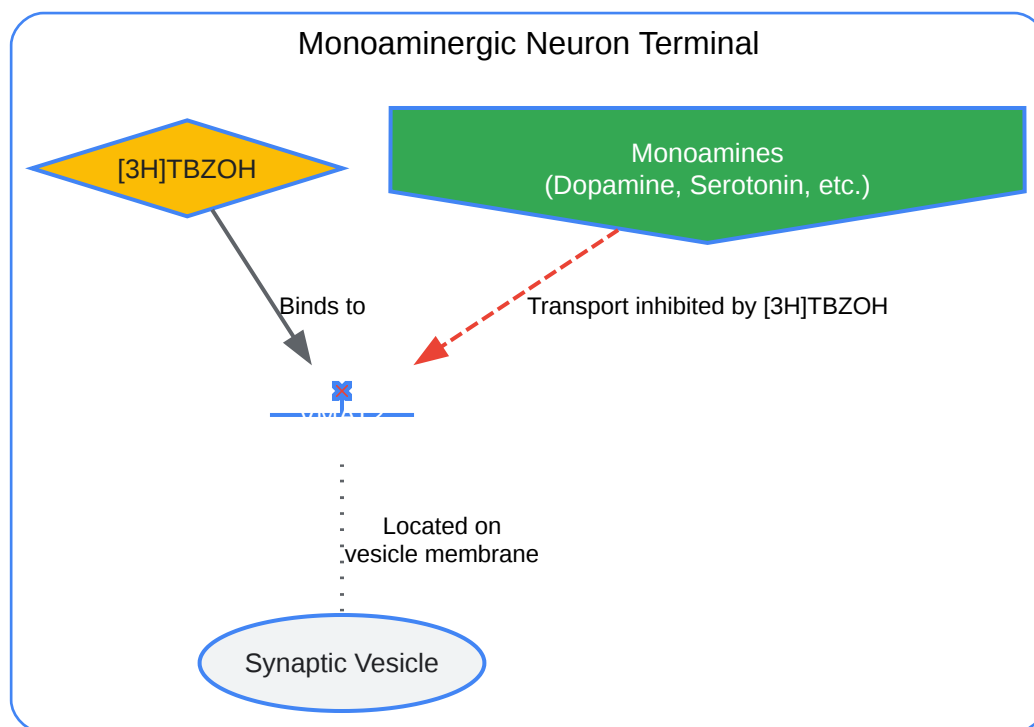 Monoaminergic Neuron Terminal
[3H]TBZOH
Monoamines
(Dopamine, Serotonin, etc.)
Binds to
Transport inhibited by [3H]TBZOH
Located on
vesicle membrane
Synaptic Vesicle